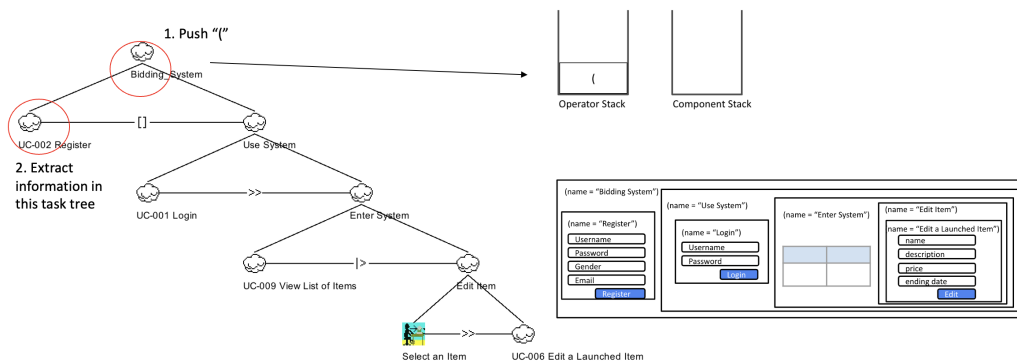 1. Push “(”
Bidding_System
(
Operator Stack
Component Stack
[]
UC-002 Register
Use System
2. Extract
information in
this task tree
>>
UC-001 Login
Enter System
|>
UC-009 View List of Items
Edit Item
>>
Select an Item
UC-006 Edit a Launched Item
(name = “Bidding System”)
(name = “Register”)
Username
Password
Gender
Email
Register
(name = “Use System”)
(name = “Login”)
Username
Password
Login
(name = “Enter System”)
(name = “Edit Item”)
name = “Edit a Launched Item”)
name
description
price
ending date
Edit